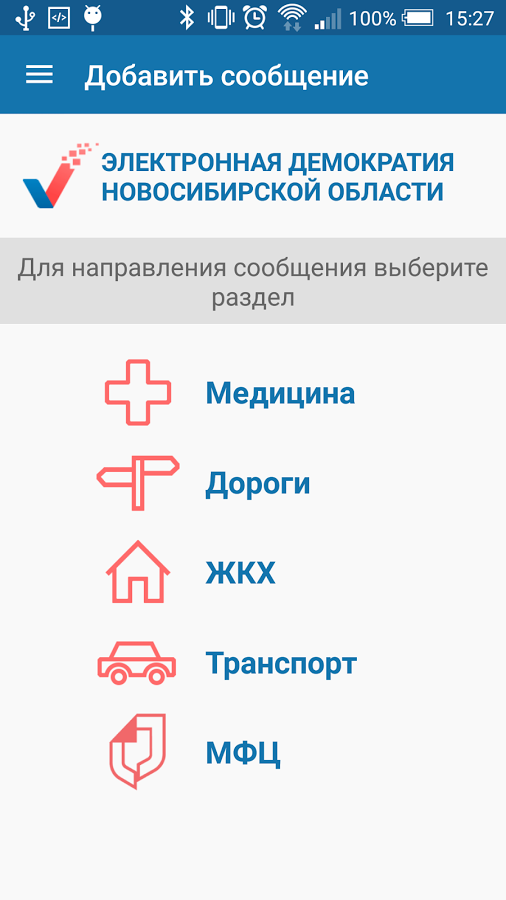 100% 15:27
Добавить сообщение
ЭЛЕКТРОННАЯ ДЕМОКРАТИЯ
НОВОСИБИРСКОЙ ОБЛАСТИ
Для направления сообщения выберите
раздел
Медицина
Дороги
ЖКХ
Транспорт
МФЦ